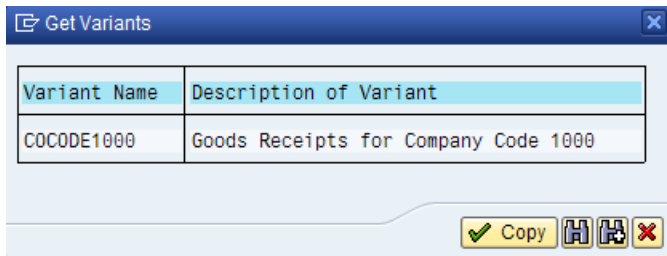 Get Variants
Variant Name Description of Variant
COCODE1000 Goods Receipts for Company Code 1000
Copy